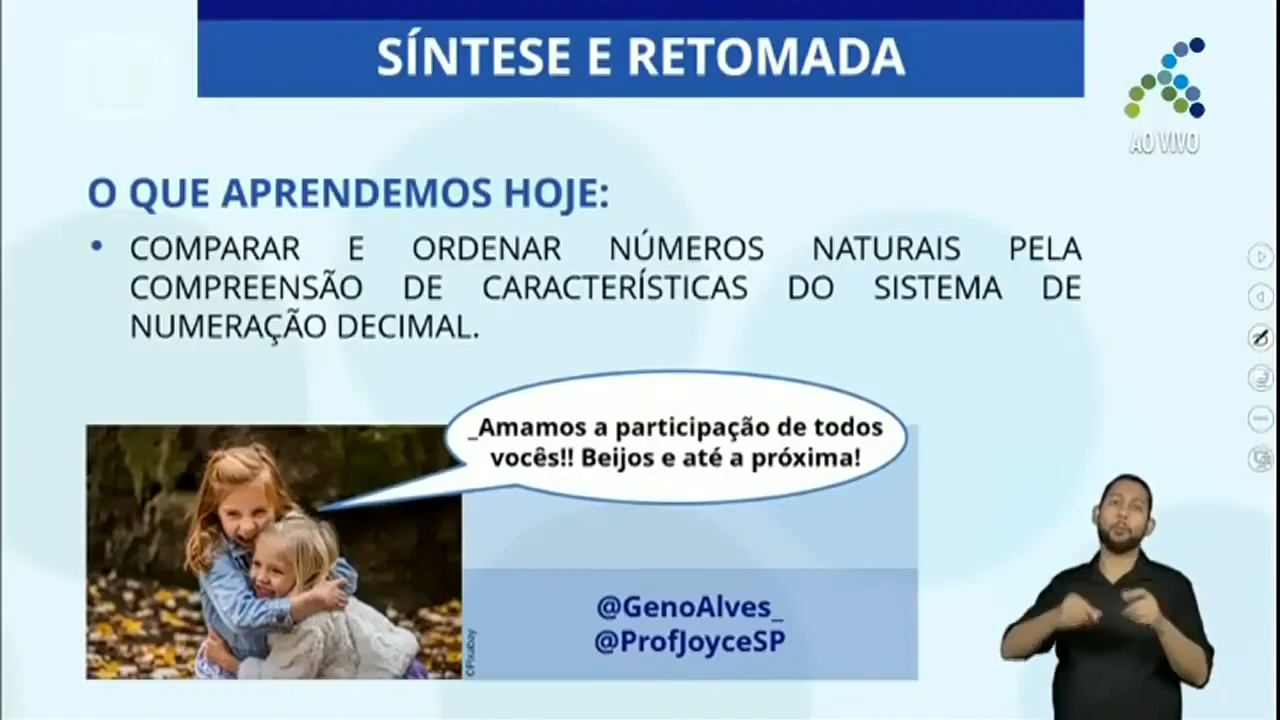 SÍNTESE E RETOMADA
AO VIVO
O QUE APRENDEMOS HOJE:
• COMPARAR E ORDENAR NÚMEROS NATURAIS PELA
COMPREENSÃO DE CARACTERÍSTICAS DO SISTEMA DE
NUMERAÇÃO DECIMAL.
_Amamos a participação de todos
vocês!! Beijos e até a próxima!
@GenoAlves_
@ProfJoyceSP
©Pixabay